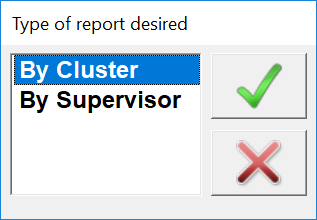 Type of report desired
By Cluster
By Supervisor